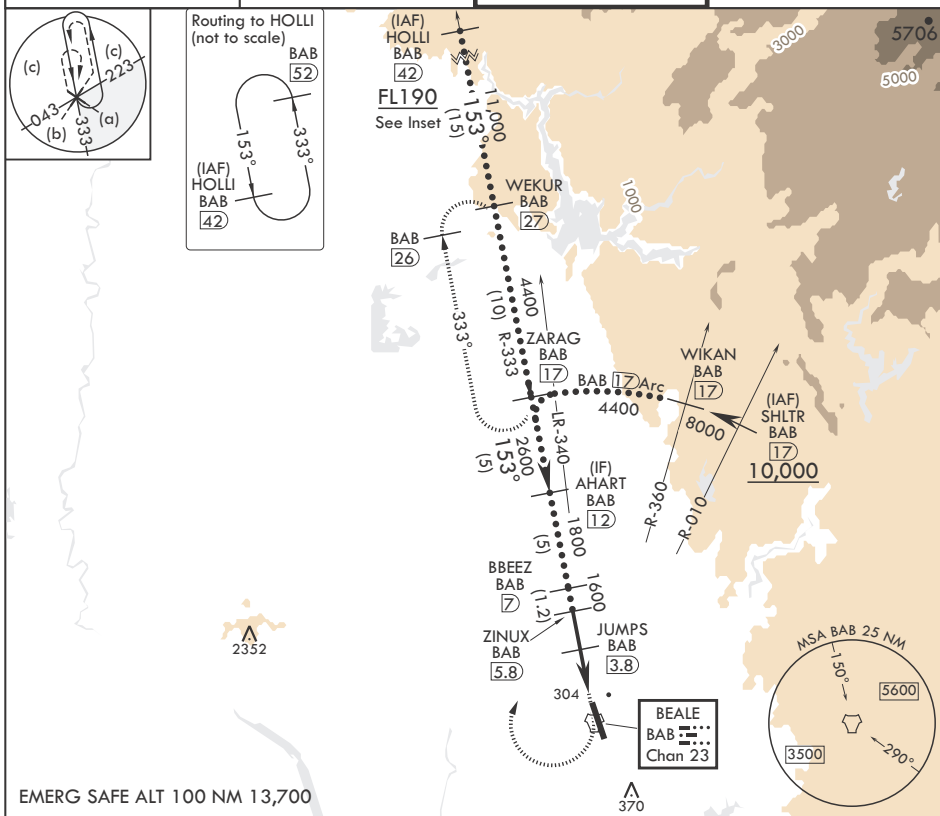 (c)
(c)
223
043
(b)
333
(a)
Routing to HOLLI
(not to scale)
BAB
52
153°
333°
(IAF)
HOLLI
BAB
42
(IAF)
HOLLI
BAB
42
FL190
See Inset
11,000
153°
(15)
3000
5706
5000
1000
WEKUR
BAB
27
BAB
26
333°
4400
(10)
R-333
ZARAG
BAB
17
BAB 17 Arc
4400
WIKAN
BAB
17
8000
(IAF)
SHLTR
BAB
17
10,000
LR-340
2600
153°
(5)
(IF)
AHART
BAB
12
R-360
R-010
1800
(5)
BBEEZ
BAB
7
1600
(1.2)
ZINUX
BAB
5.8
JUMPS
BAB
3.8
2352
304
BEALE
BAB
Chan 23
370
MSA BAB 25 NM
150°
5600
3500
290°
EMERG SAFE ALT 100 NM 13,700